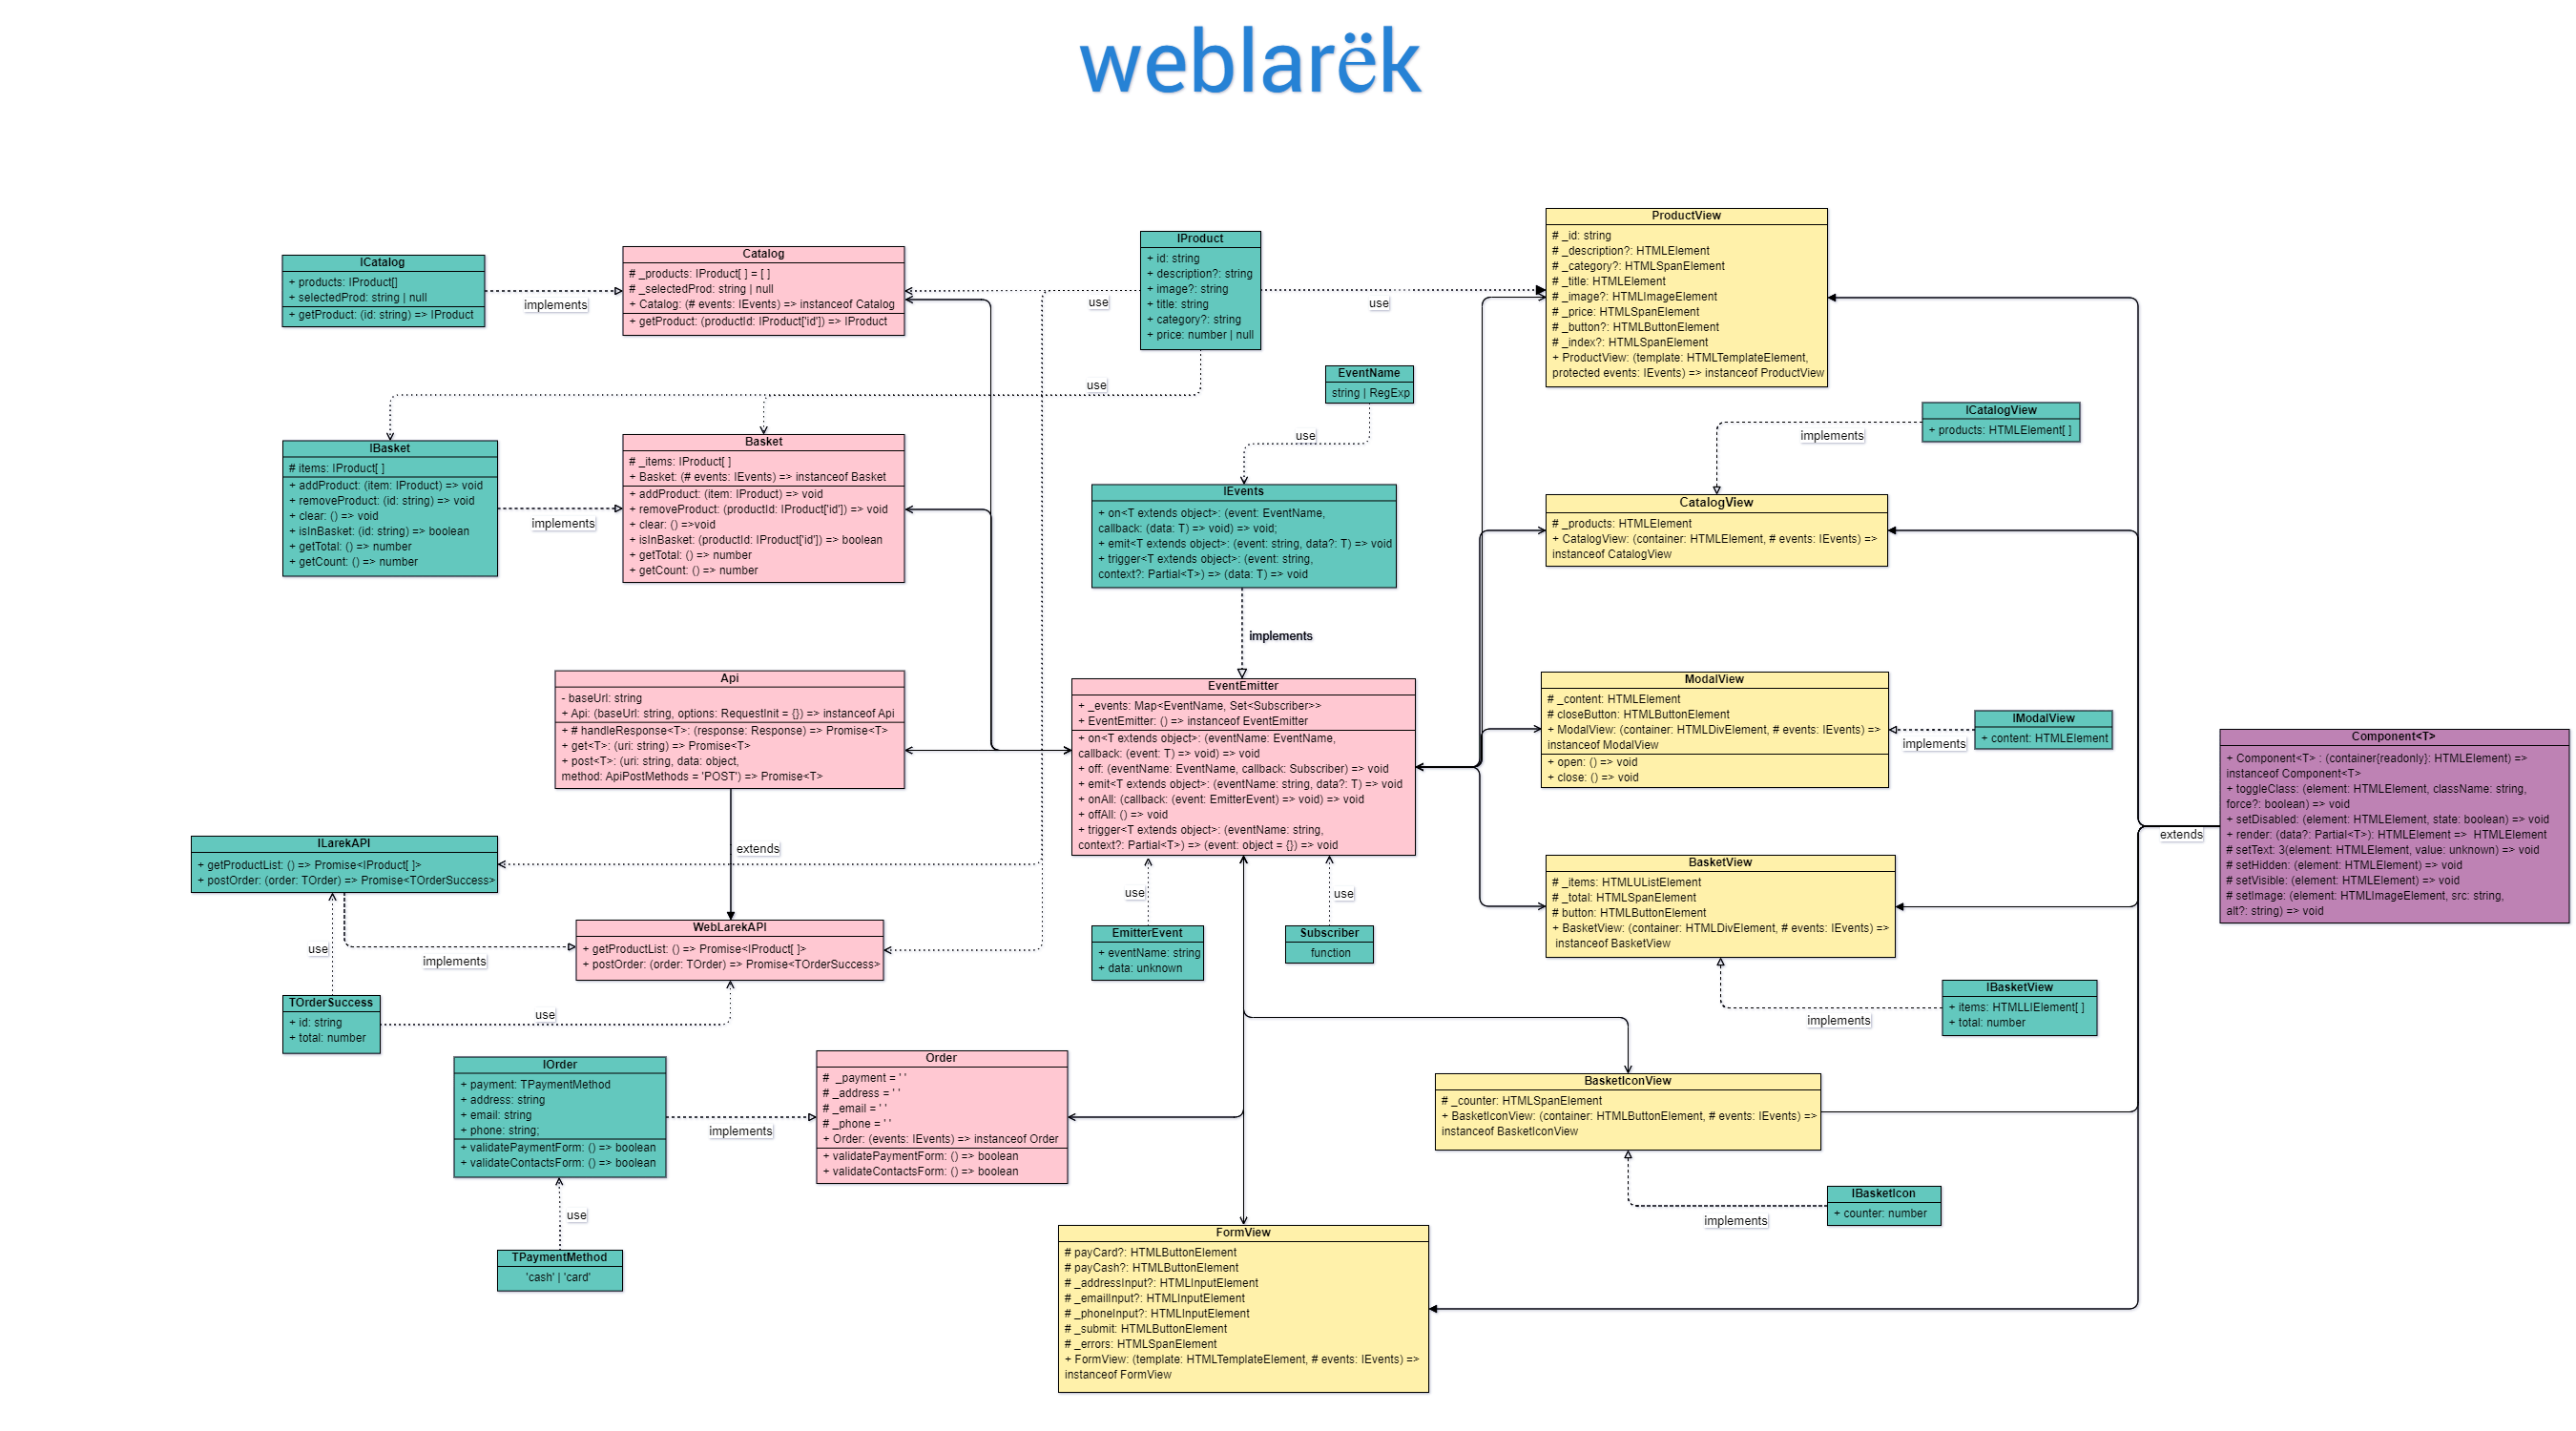 weblarёk
ICatalog
+ products: IProduct[]
+ selectedProd: string | null
+ getProduct: (id: string) => IProduct
implements
Catalog
# _products: IProduct[ ] = [ ]
# _selectedProd: string | null
+ Catalog: (# events: IEvents) => instanceof Catalog
+ getProduct: (productId: IProduct['id']) => IProduct
use
IProduct
+ id: string
+ description?: string
+ image?: string
+ title: string
+ category?: string
+ price: number | null
use
ProductView
# _id: string
# _description?: HTMLElement
# _category?: HTMLSpanElement
# _title: HTMLElement
# _image?: HTMLImageElement
# _price: HTMLSpanElement
# _button?: HTMLButtonElement
# _index?: HTMLSpanElement
+ ProductView: (template: HTMLTemplateElement,
protected events: IEvents) => instanceof ProductView
use
EventName
string | RegExp
use
ICatalogView
+ products: HTMLElement[ ]
implements
IBasket
# items: IProduct[ ]
+ addProduct: (item: IProduct) => void
+ removeProduct: (id: string) => void
+ clear: () => void
+ isInBasket: (id: string) => boolean
+ getTotal: () => number
+ getCount: () => number
implements
Basket
# _items: IProduct[ ]
+ Basket: (# events: IEvents) => instanceof Basket
+ addProduct: (item: IProduct) => void
+ removeProduct: (productId: IProduct['id']) => void
+ clear: () =>void
+ isInBasket: (productId: IProduct['id']) => boolean
+ getTotal: () => number
+ getCount: () => number
IEvents
+ on<T extends object>: (event: EventName,
callback: (data: T) => void) => void;
+ emit<T extends object>: (event: string, data?: T) => void
+ trigger<T extends object>: (event: string,
context?: Partial<T>) => (data: T) => void
implements
CatalogView
# _products: HTMLElement
+ CatalogView: (container: HTMLElement, # events: IEvents) =>
instanceof CatalogView
Api
- baseUrl: string
+ Api: (baseUrl: string, options: RequestInit = {}) => instanceof Api
+ # handleResponse<T>: (response: Response) => Promise<T>
+ get<T>: (uri: string) => Promise<T>
+ post<T>: (uri: string, data: object,
method: ApiPostMethods = 'POST') => Promise<T>
extends
EventEmitter
+ _events: Map<EventName, Set<Subscriber>>
+ EventEmitter: () => instanceof EventEmitter
+ on<T extends object>: (eventName: EventName,
callback: (event: T) => void) => void
+ off: (eventName: EventName, callback: Subscriber) => void
+ emit<T extends object>: (eventName: string, data?: T) => void
+ onAll: (callback: (event: EmitterEvent) => void) => void
+ offAll: () => void
+ trigger<T extends object>: (eventName: string,
context?: Partial<T>) => (event: object = {}) => void
ModalView
# _content: HTMLElement
# closeButton: HTMLButtonElement
+ ModalView: (container: HTMLDivElement, # events: IEvents) =>
instanceof ModalView
+ open: () => void
+ close: () => void
implements
IModalView
+ content: HTMLElement
Component<T>
+ Component<T> : (container{readonly}: HTMLElement) =>
instanceof Component<T>
+ toggleClass: (element: HTMLElement, className: string,
force?: boolean) => void
+ setDisabled: (element: HTMLElement, state: boolean) => void
+ render: (data?: Partial<T>): HTMLElement => HTMLElement
# setText: 3(element: HTMLElement, value: unknown) => void
# setHidden: (element: HTMLElement) => void
# setVisible: (element: HTMLElement) => void
# setImage: (element: HTMLImageElement, src: string,
alt?: string) => void
extends
ILarekAPI
+ getProductList: () => Promise<IProduct[ ]>
+ postOrder: (order: TOrder) => Promise<TOrderSuccess>
use
implements
WebLarekAPI
+ getProductList: () => Promise<IProduct[ ]>
+ postOrder: (order: TOrder) => Promise<TOrderSuccess>
use
EmitterEvent
+ eventName: string
+ data: unknown
use
Subscriber
function
BasketView
# _items: HTMLUListElement
# _total: HTMLSpanElement
# button: HTMLButtonElement
+ BasketView: (container: HTMLDivElement, # events: IEvents) =>
instanceof BasketView
implements
IBasketView
+ items: HTMLLIElement[ ]
+ total: number
TOrderSuccess
+ id: string
+ total: number
use
IOrder
+ payment: TPaymentMethod
+ address: string
+ email: string
+ phone: string;
+ validatePaymentForm: () => boolean
+ validateContactsForm: () => boolean
implements
Order
# _payment = ' '
# _address = ' '
# _email = ' '
# _phone = ' '
+ Order: (events: IEvents) => instanceof Order
+ validatePaymentForm: () => boolean
+ validateContactsForm: () => boolean
BasketIconView
# _counter: HTMLSpanElement
+ BasketIconView: (container: HTMLButtonElement, # events: IEvents) =>
instanceof BasketIconView
implements
IBasketIcon
+ counter: number
use
TPaymentMethod
'cash' | 'card'
FormView
# payCard?: HTMLButtonElement
# payCash?: HTMLButtonElement
# _addressInput?: HTMLInputElement
# _emailInput?: HTMLInputElement
# _phoneInput?: HTMLInputElement
# _submit: HTMLButtonElement
# _errors: HTMLSpanElement
+ FormView: (template: HTMLTemplateElement, # events: IEvents) =>
instanceof FormView